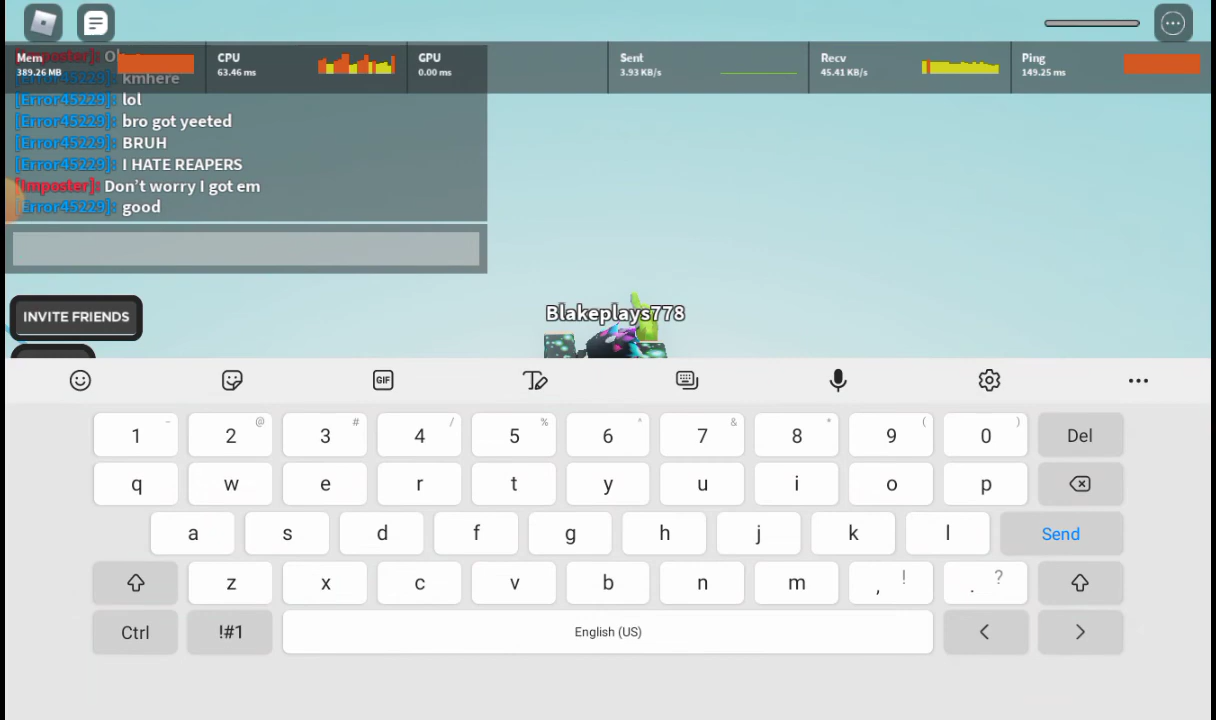 [Imposter]: O
Mem
389.26 MB
CPU
63.46 ms
GPU
0.00 ms
Sent
3.93 KB/s
Recv
45.41 KB/s
Ping
149.25 ms
[Error45229]: kmhere
[Error45229]: lol
[Error45229]: bro got yeeted
[Error45229]: BRUH
[Error45229]: I HATE REAPERS
[Imposter]: Don't worry I got em
[Error45229]: good
INVITE FRIENDS
Blakeplays778
GIF
1 2 @ 3 # 4 / 5 % 6 7 & 8 * 9 ( 0 ) Del
q w e r t y u i o p
a s d f g h j k l Send
z x c v b n m , ! . ?
Ctrl !#1 English (US) < >